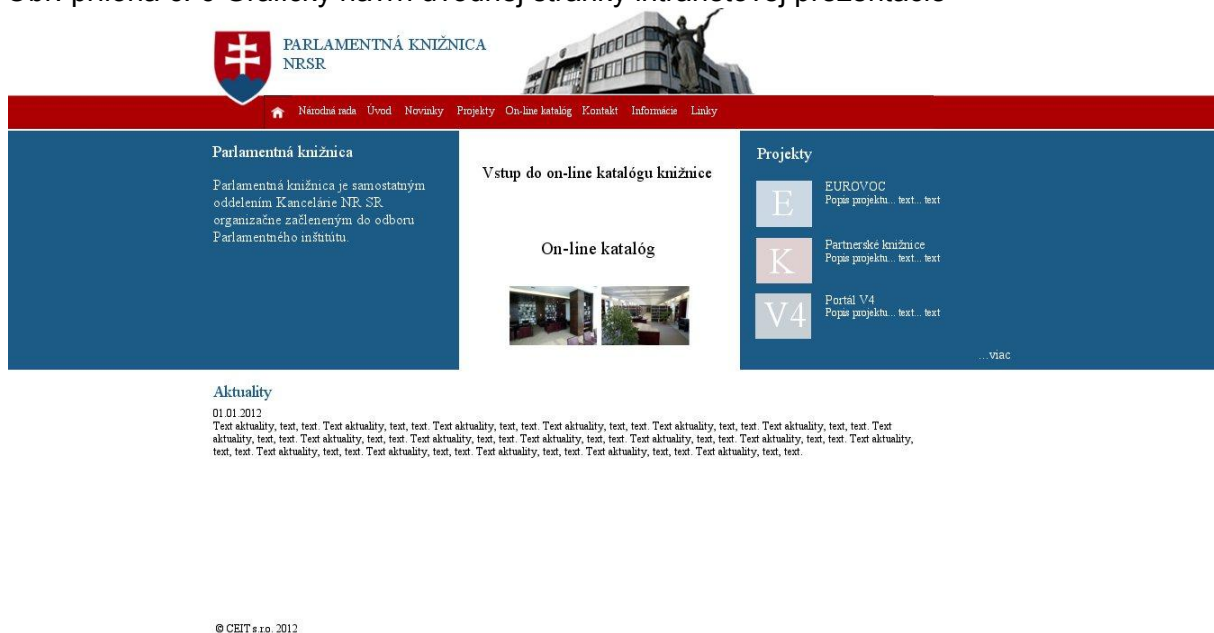 Obr. príloha č. 6 Grafický návrh úvodnej stránky intranetovej prezentácie
PARLAMENTNÁ KNIŽNICA
NRSR
Národná rada Úvod Novinky Projekty On-line katalóg Kontakt Informácie Linky
Parlamentná knižnica
Parlamentná knižnica je samostatným
oddelením Kancelárie NR SR
organizačne začleneným do odboru
Parlamentného inštitútu.
Vstup do on-line katalógu knižnice
On-line katalóg
Projekty
E
EUROVOC
Popis projektu... text... text
K
Partnerské knižnice
Popis projektu... text... text
V4
Portál V4
Popis projektu... text... text
...viac
Aktuality
01.01.2012
Text aktuality, text, text. Text aktuality, text, text. Text aktuality, text, text. Text aktuality, text, text. Text aktuality, text, text. Text aktuality, text, text. Text
aktuality, text, text. Text aktuality, text, text. Text aktuality, text, text. Text aktuality, text, text. Text aktuality, text, text. Text aktuality, text, text. Text aktuality,
text, text. Text aktuality, text, text. Text aktuality, text, text. Text aktuality, text, text. Text aktuality, text, text. Text aktuality, text, text.
© CEIT s.r.o. 2012